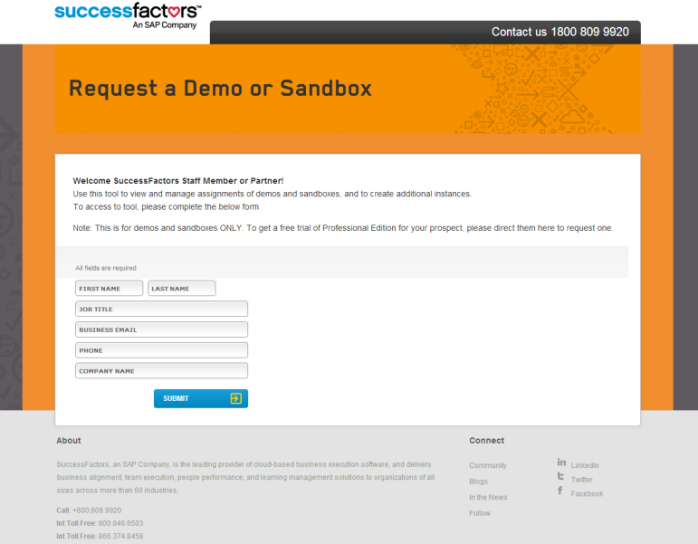 successfactors™
An SAP Company
Contact us 1800 809 9920
Request a Demo or Sandbox
Welcome SuccessFactors Staff Member or Partner!
Use this tool to view and manage assignments of demos and sandboxes, and to create additional instances.
To access to tool, please complete the below form
Note: This is for demos and sandboxes ONLY. To get a free trial of Professional Edition for your prospect, please direct them here to request one.
All fields are required
FIRST NAME LAST NAME
JOB TITLE
BUSINESS EMAIL
PHONE
COMPANY NAME
SUBMIT
About
SuccessFactors, an SAP Company, is the leading provider of cloud-based business execution software, and delivers
business alignment, team execution, people performance, and learning management solutions to organizations of all
sizes across more than 60 industries.
Call: +800.809.9920
Int Toll Free: 800 846 6503
Int Toll Free: 966 374 8458
Connect
Community
Blogs
In the News
Follow
LinkedIn
Twitter
Facebook